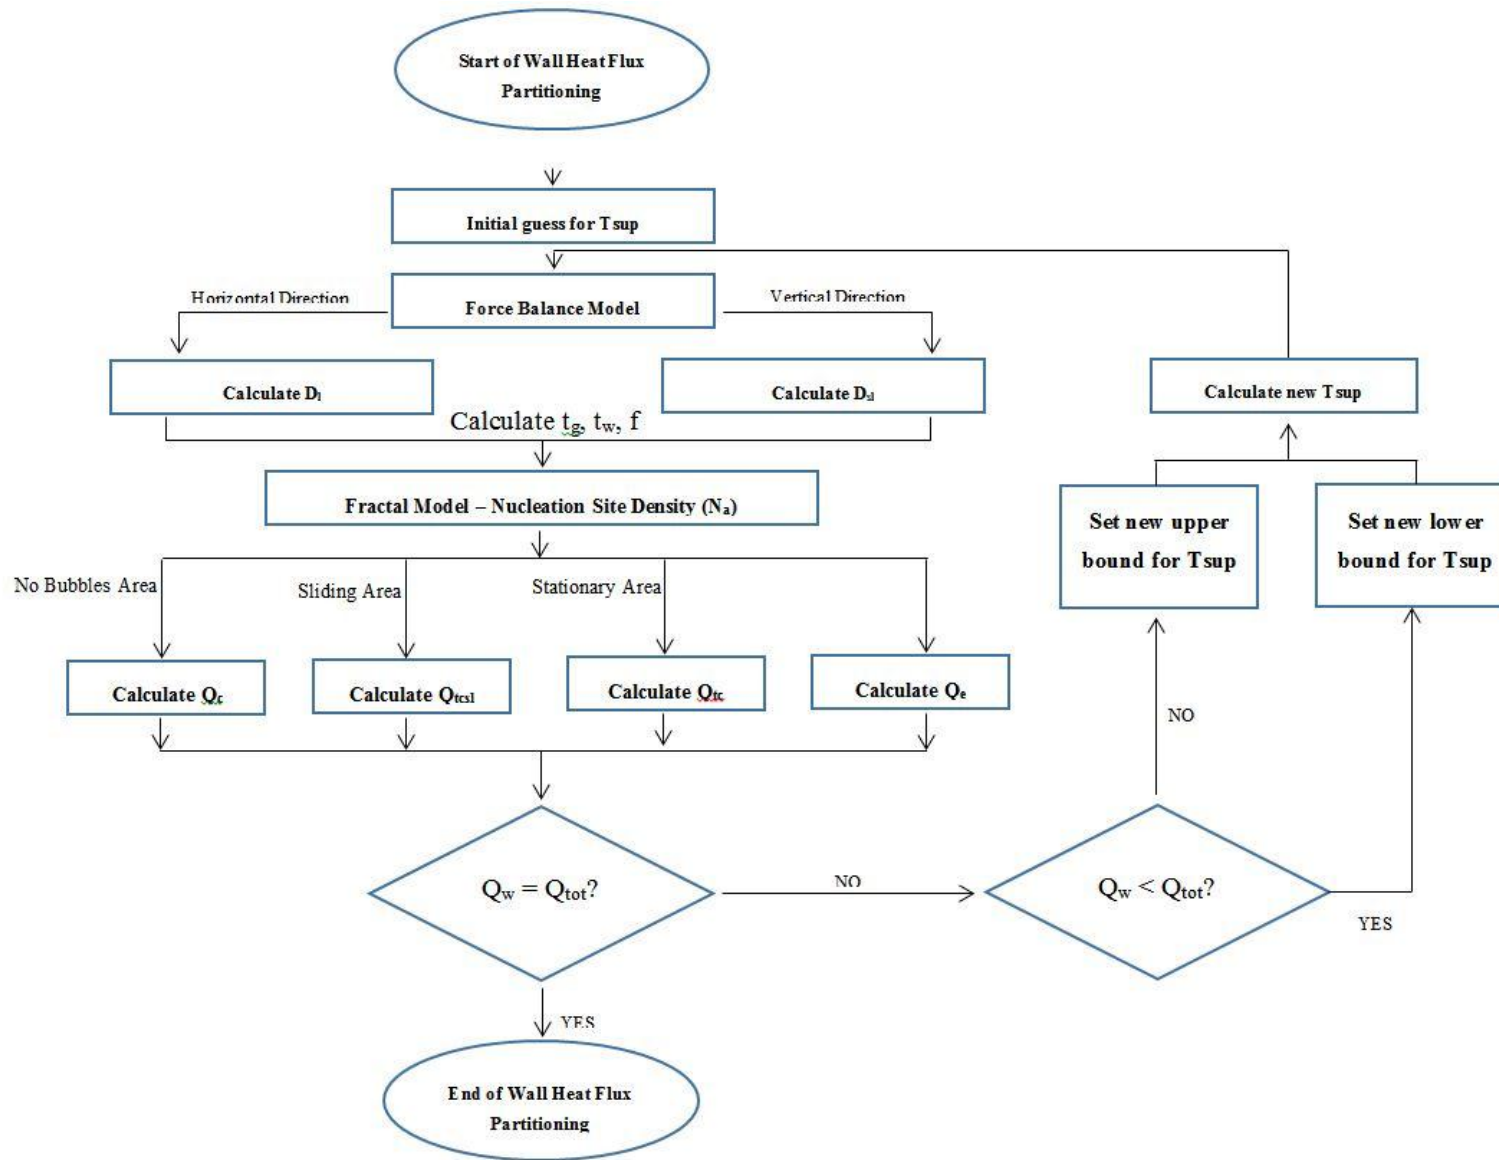 Start of Wall Heat Flux
Partitioning
Initial guess for Tsup
Horizontal Direction
Vertical Direction
Force Balance Model
Calculate Dl
Calculate Dsl
Calculate new Tsup
Calculate tg, tw, f
Fractal Model – Nucleation Site Density (Na)
Set new upper
bound for Tsup
Set new lower
bound for Tsup
No Bubbles Area
Sliding Area
Stationary Area
Calculate Qc
Calculate Qtcsl
Calculate Qtc
Calculate Qe
NO
Qw = Qtot?
NO
Qw < Qtot?
YES
YES
End of Wall Heat Flux
Partitioning